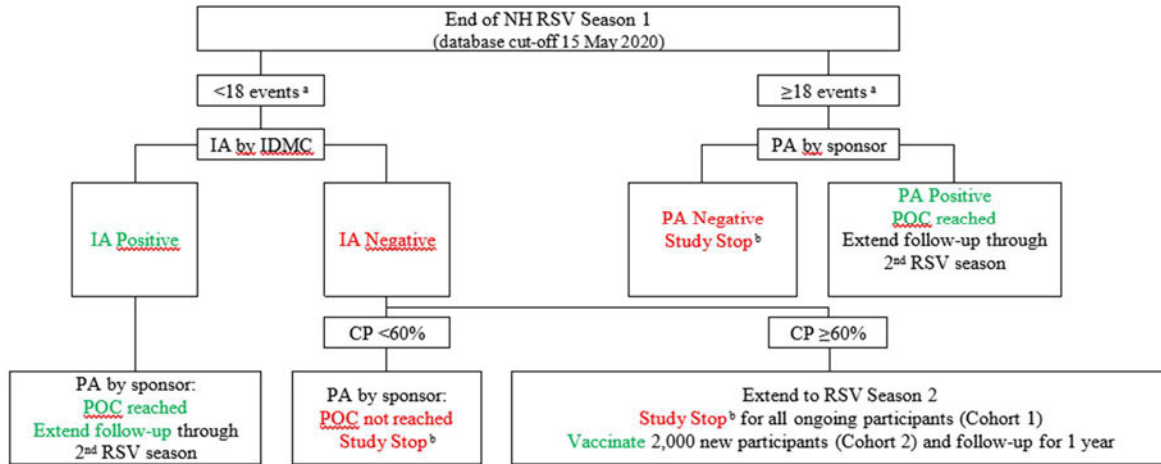 End of NH RSV Season 1
(database cut-off 15 May 2020)
<18 events ᵃ
≥18 events ᵃ
IA by IDMC
PA by sponsor
IA Positive
IA Negative
PA Negative
Study Stop ᵇ
PA Positive
POC reached
Extend follow-up through
2ⁿᵈ RSV season
CP <60%
CP ≥60%
PA by sponsor:
POC reached
Extend follow-up through
2ⁿᵈ RSV season
PA by sponsor:
POC not reached
Study Stop ᵇ
Extend to RSV Season 2
Study Stop ᵇ for all ongoing participants (Cohort 1)
Vaccinate 2,000 new participants (Cohort 2) and follow-up for 1 year